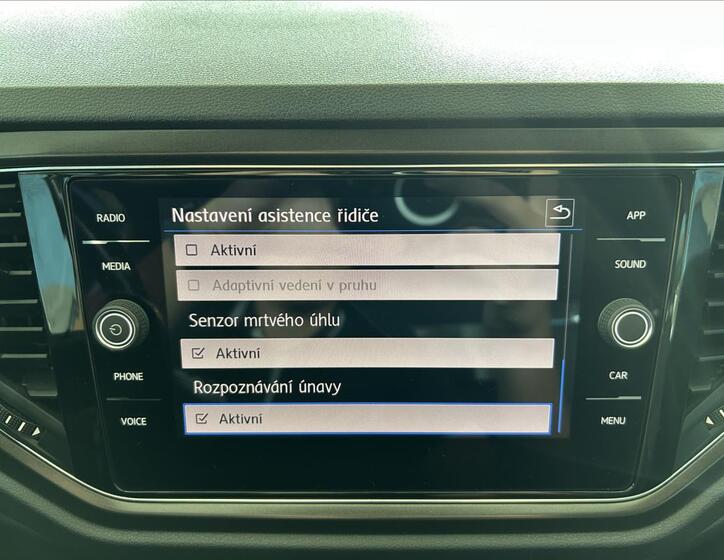 Nastavení asistence řidiče
Aktivní
Adaptivní vedení v pruhu
Senzor mrtvého úhlu
Aktivní
Rozpoznávání únavy
Aktivní
RADIO
MEDIA
PHONE
VOICE
APP
SOUND
CAR
MENU